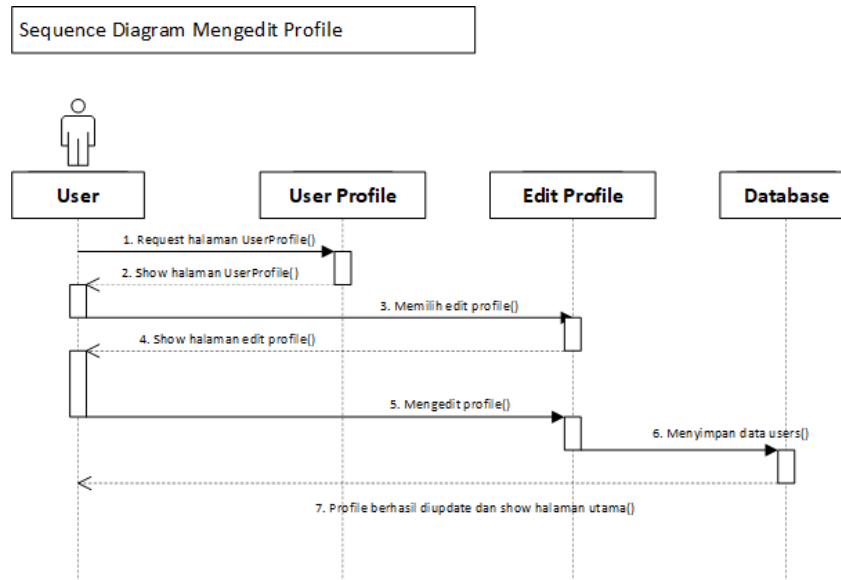 Sequence Diagram Mengedit Profile
User
User Profile
Edit Profile
Database
1. Request halaman UserProfile()
2. Show halaman UserProfile()
3. Memilih edit profile()
4. Show halaman edit profile()
5. Mengedit profile()
6. Menyimpan data users()
7. Profile berhasil diupdate dan show halaman utama()